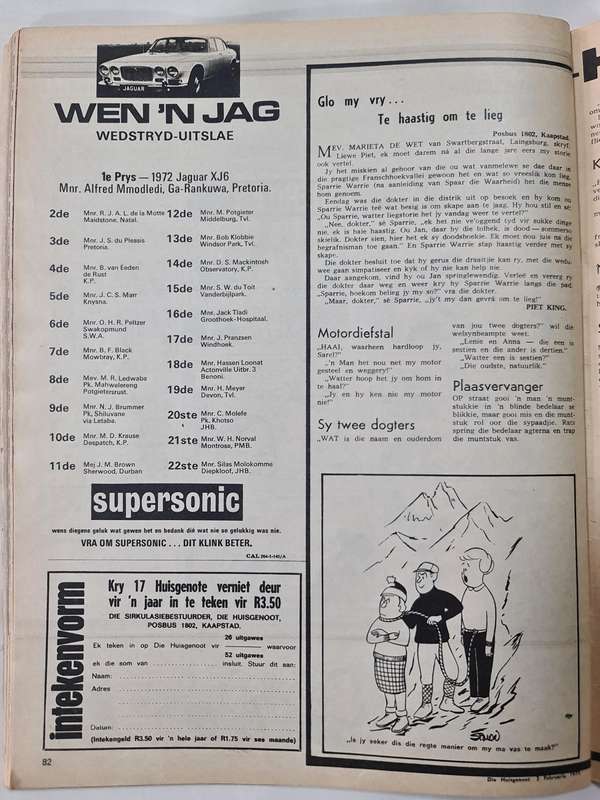 JAGUAR
WEN 'N JAG
WEDSTRYD-UITSLAE
1e Prys — 1972 Jaguar XJ6
Mnr. Alfred Mmodledi, Ga-Rankuwa, Pretoria.
2de Mnr. R. J. A. L. de la Motte
Maidstone, Natal.
3de Mnr. J. S. du Plessis
Pretoria.
4de Mnr. B. van Eeden
de Rust
K.P.
5de Mnr. J. C. S. Marr
Knysna.
6de Mnr. O. H. R. Peltzer
Swakopmund
S.W.A.
7de Mnr. B. F. Black
Mowbray, K.P.
8de Mev. M. R. Ledwaba
Pk. Mahwelereng
Potgietersrust.
9de Mnr. N. J. Brummer
Pk. Shiluvane
via Letaba.
10de Mnr. M. D. Krause
Despatch, K.P.
11de Mej J. M. Brown
Sherwood, Durban
12de Mnr. M. Potgieter
Middelburg, Tvl.
13de Mnr. Bob Klobbie
Windsor Park, Tvl.
14de Mnr. D. S. Mackintosh
Observatory, K.P.
15de Mnr. S. W. du Toit
Vanderbijlpark.
16de Mnr. Jack Tladi
Groothoek-Hospitaal.
17de Mnr. J. Pranzsen
Windhoek.
18de Mnr. Hassen Loonat
Actonville Uitbr. 3
Benoni.
19de Mnr. H. Meyer
Devon, Tvl.
20ste Mnr. C. Molefe
Pk. Khotso
JHB.
21ste Mnr. W. H. Norval
Montrose, PMB.
22ste Mnr. Silas Molokomme
Diepkloof, JHB.
supersonic
wens diegene geluk wat gewen het en bedank dié wat nie so gelukkig was nie.
VRA OM SUPERSONIC . . . DIT KLINK BETER.
intekenvorm
Kry 17 Huisgenote verniet deur
vir 'n jaar in te teken vir R3.50
DIE SIRKULASIEBESTUURDER, DIE HUISGENOOT,
POSBUS 1802, KAAPSTAD.
26 uitgawes
Ek teken in op Die Huisgenoot vir waarvoor
52 uitgawes
ek die som van insluit. Stuur dit aan:
Naam:
Adres
Datum:
(Intekengeld R3.50 vir 'n hele jaar of R1.75 vir ses maande)
82
Glo my vry . . .
Te haastig om te lieg
Posbus 1802, Kaapstad.
MEV. MARIETA DE WET van Swartbergstraat, Laingsburg, skryf:
Liewe Piet, ek moet darem ná al die lange jare eers my storie
ook vertel.
Jy het miskien al gehoor van die ou wat vanmelewe se dae daar in
die pragtige Franschhoekvallei gewoon het en wat so vreeslik kon lieg.
Sparrie Warrie (na aanleiding van Spaar die Waarheid) het die mense
hom genoem.
Eendag was die dokter in die distrik uit op besoek en hy kom op
Sparrie Warrie teë wat besig is om skape aan te jaag. Hy hou stil en sê:
„Ou Sparrie, watter liegstorie het jy vandag weer te vertel?"
„Nee, dokter," sê Sparrie, „ek het nie ve'oggend tyd vir sukke dinge
nie, ek is bale haastig. Ou Jan, daar by die tolhek, is dood — sommerso
skielik. Dokter sien, hier het ek sy doodshoekie. Ek moet nou juis na die
begrafnisman toe gaan." En Sparrie Warrie stap haastig verder met sy
skape.
Die dokter besluit toe dat hy gerus die draaitjie kan ry, met die wedu-
wee gaan simpatiseer en kyk of hy nie kan help nie.
Daar aangekom, vind hy ou Jan springlewendig. Verleë en vererg ry
die dokter daar weg en weer kry hy Sparrie Warrie langs die pad.
„Sparrie, hoekom belieg jy my so?" vra die dokter.
„Maar, dokter," sê Sparrie, „jy't my dan gevrá om te lieg!"
PIET KING.
Motordiefstal
„HAAI, waarheen hardloop jy,
Sarel?"
„'n Man het nou net my motor
gesteel en weggery!"
„Watter hoop het jy om hom in
te haal?"
„Jy en hy ken nie my motor
nie!"
Sy twee dogters
„WAT is die naam en ouderdom
van jou twee dogters?" wil die
welsynbeampte weet.
„Lenie en Anna — die een is
sestien en die ander is dertien."
„Watter een is sestien?"
„Die oudste, natuurlik."
Plaasvervanger
OP straat gooi 'n man 'n munt-
stukkie in 'n blinde bedelaar se
blikkie, maar gooi mis en die munt-
stuk rol oor die sypaadjie. Rats
spring die bedelaar agterna en trap
die muntstuk vas.
„Is jy seker dis die regte manier om my ma vas te maak?"